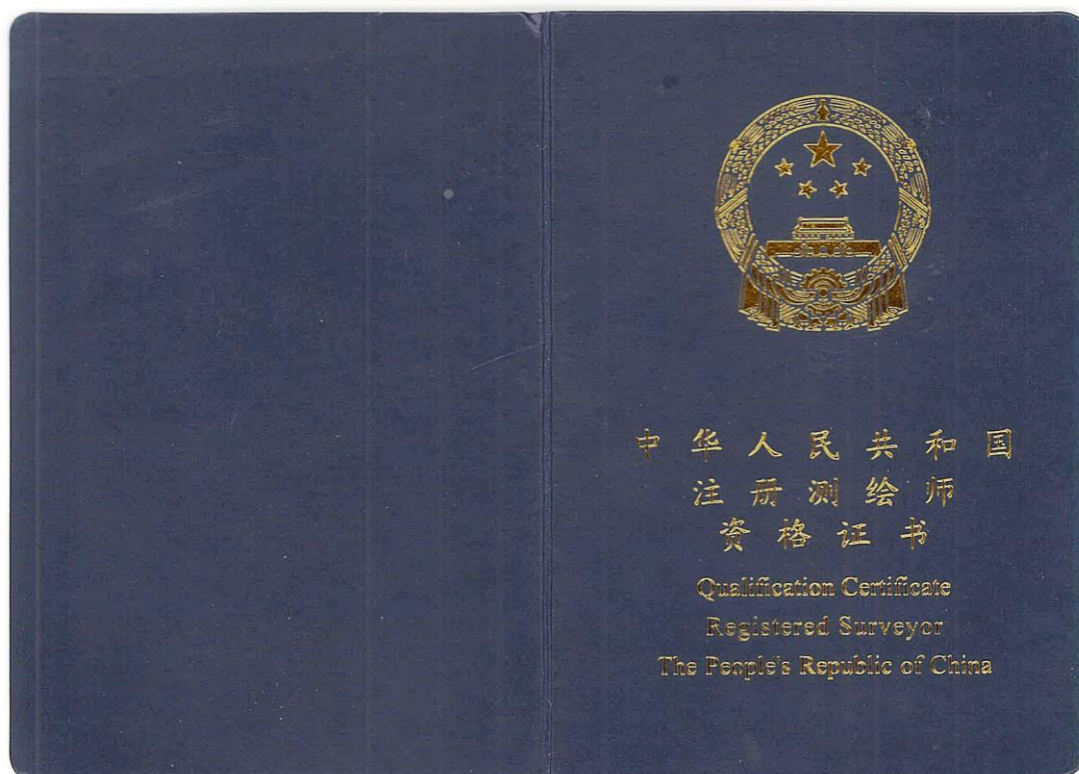 中华人民共和国
注册测绘师
资格证书
Qualification Certificate
Registered Surveyor
The People's Republic of China